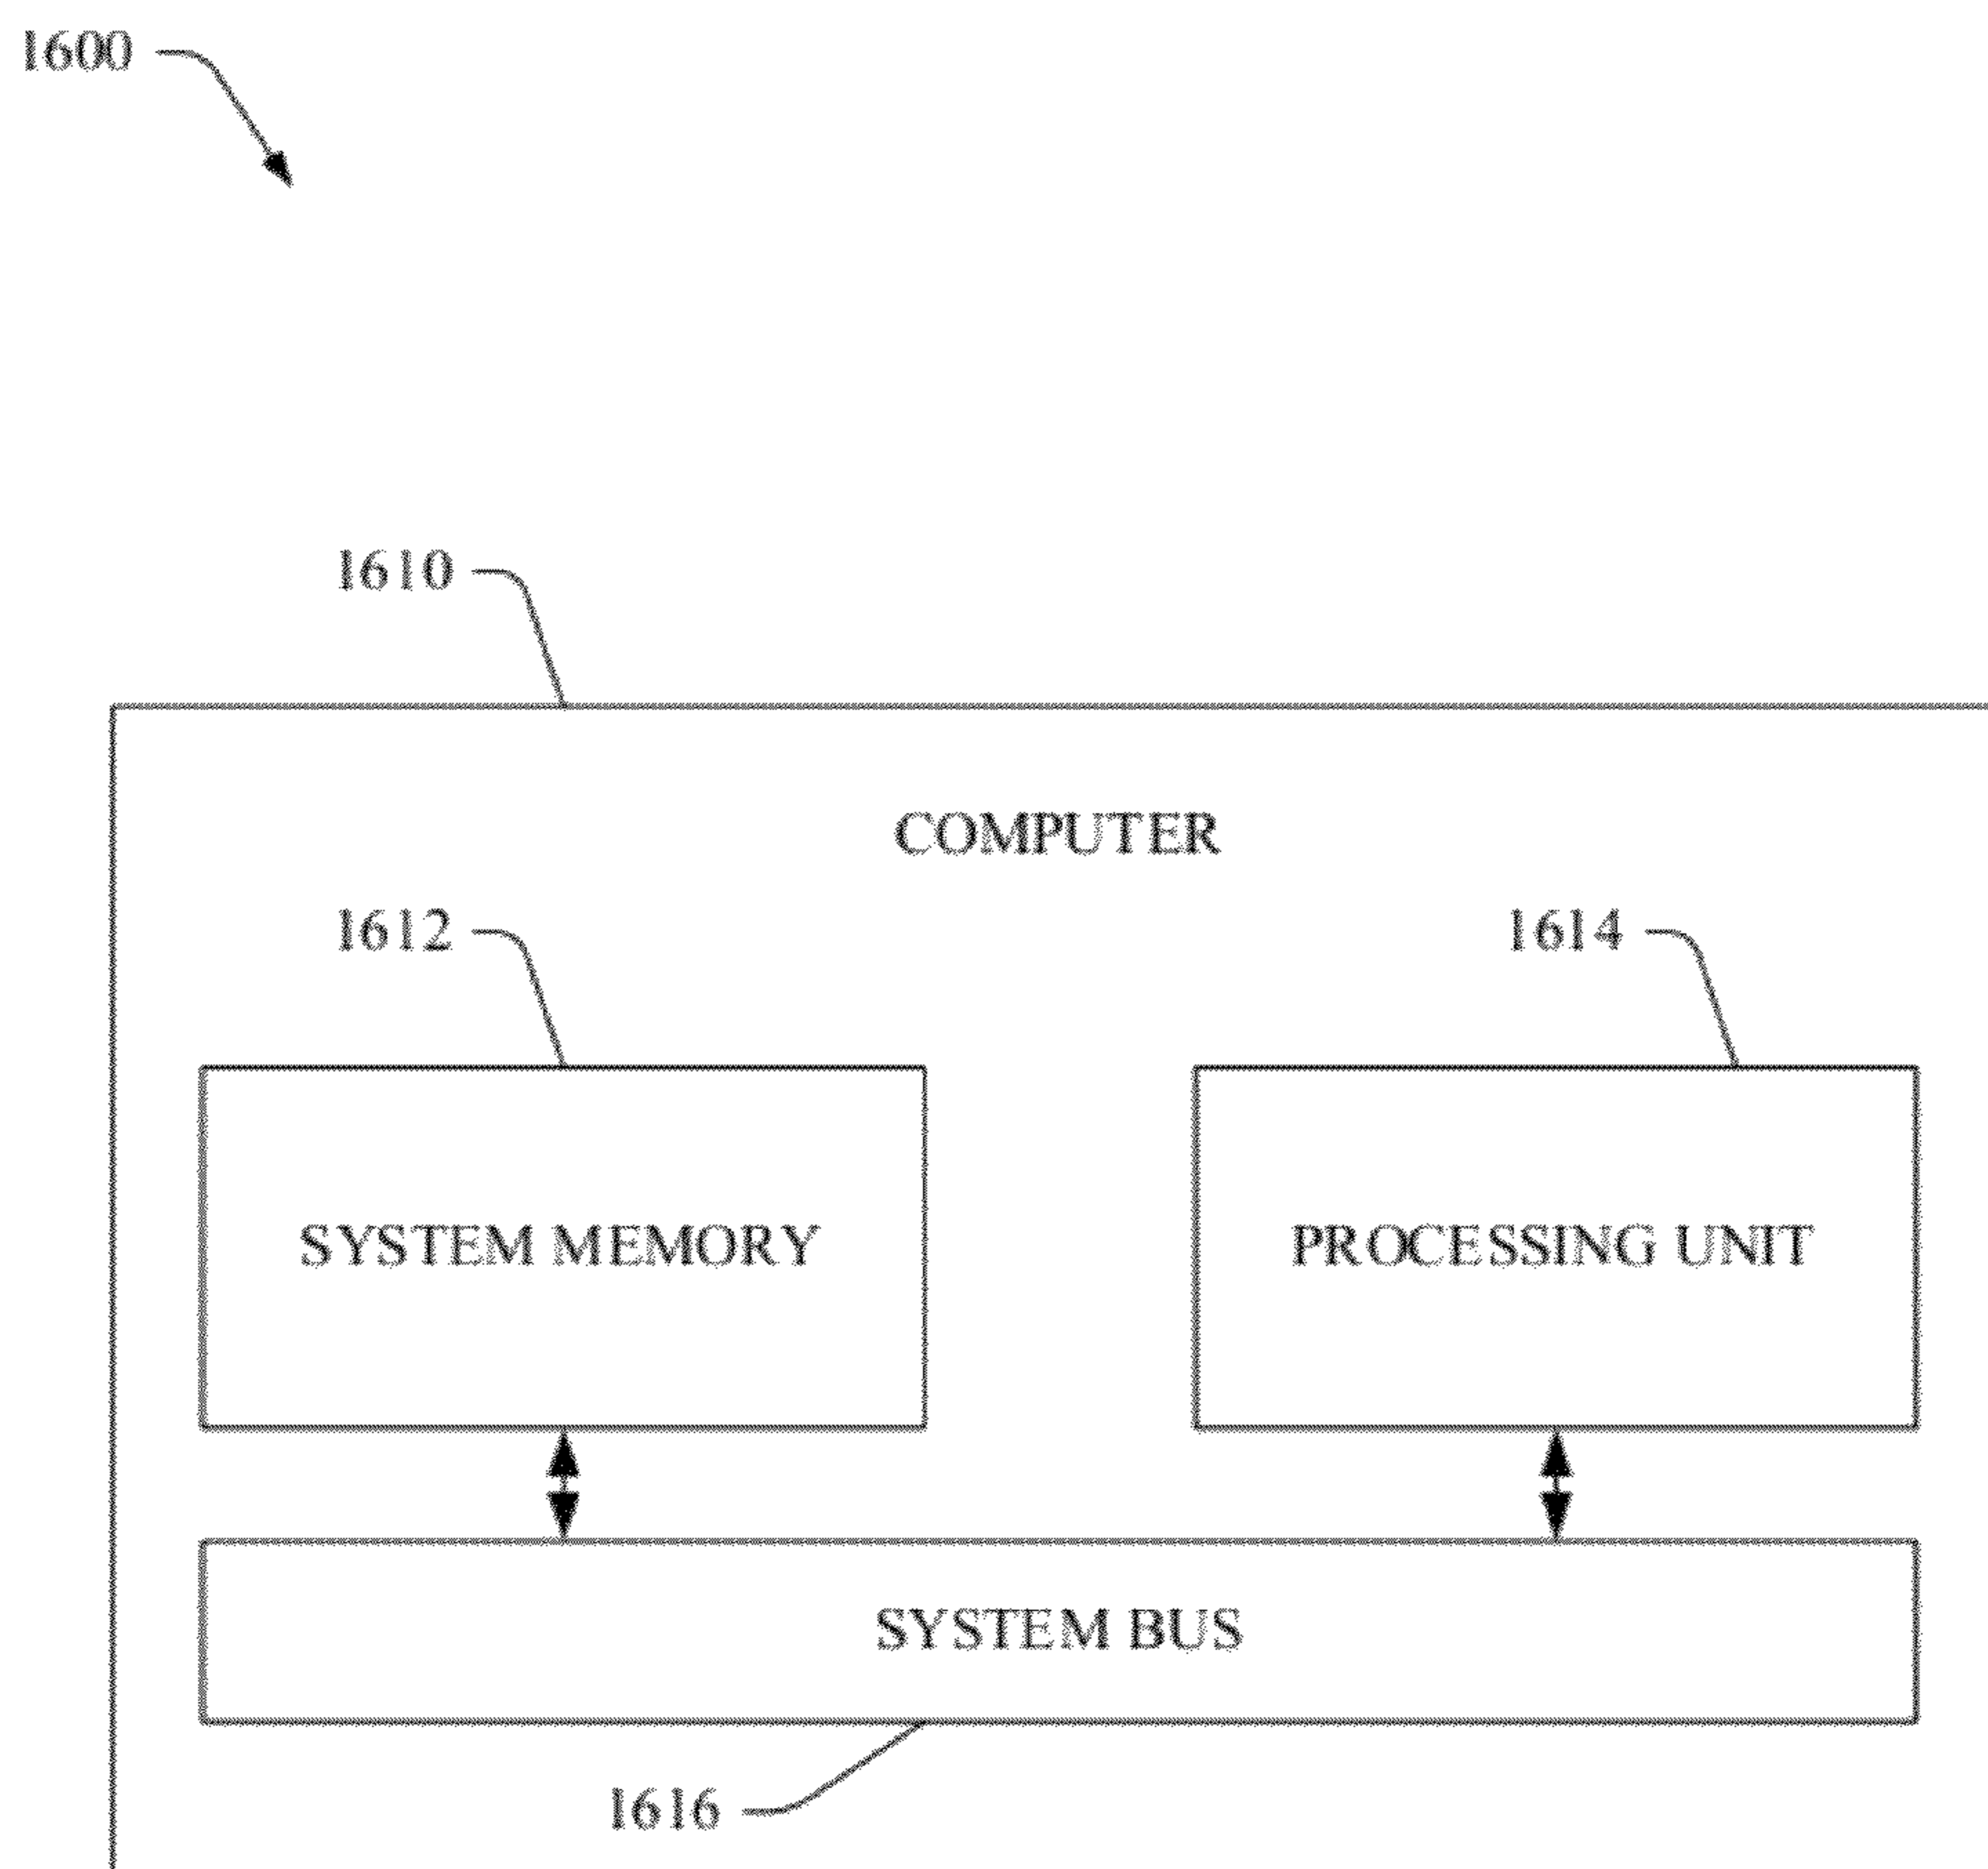 1600
1610
COMPUTER
1612
1614
SYSTEM MEMORY
PROCESSING UNIT
SYSTEM BUS
1616